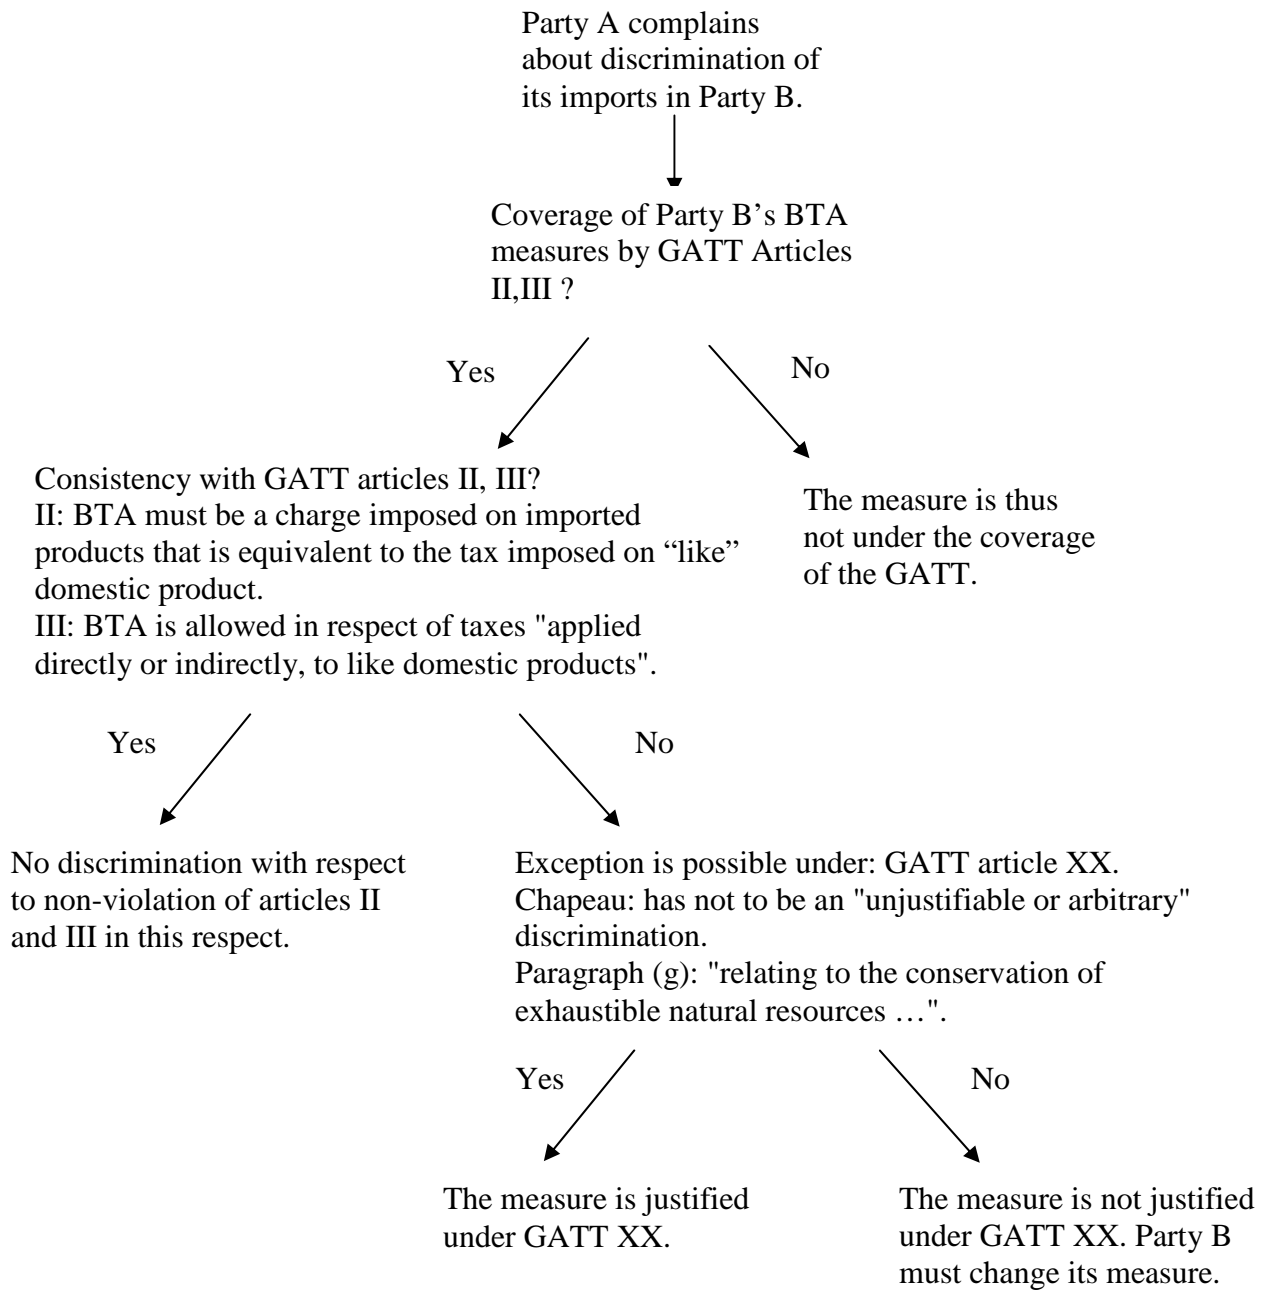 Party A complains
about discrimination of
its imports in Party B.
Coverage of Party B’s BTA
measures by GATT Articles
II,III ?
Yes
No
Consistency with GATT articles II, III?
II: BTA must be a charge imposed on imported
products that is equivalent to the tax imposed on “like”
domestic product.
III: BTA is allowed in respect of taxes "applied
directly or indirectly, to like domestic products".
The measure is thus
not under the coverage
of the GATT.
Yes
No
No discrimination with respect
to non-violation of articles II
and III in this respect.
Exception is possible under: GATT article XX.
Chapeau: has not to be an "unjustifiable or arbitrary"
discrimination.
Paragraph (g): "relating to the conservation of
exhaustible natural resources …".
Yes
No
The measure is justified
under GATT XX.
The measure is not justified
under GATT XX. Party B
must change its measure.